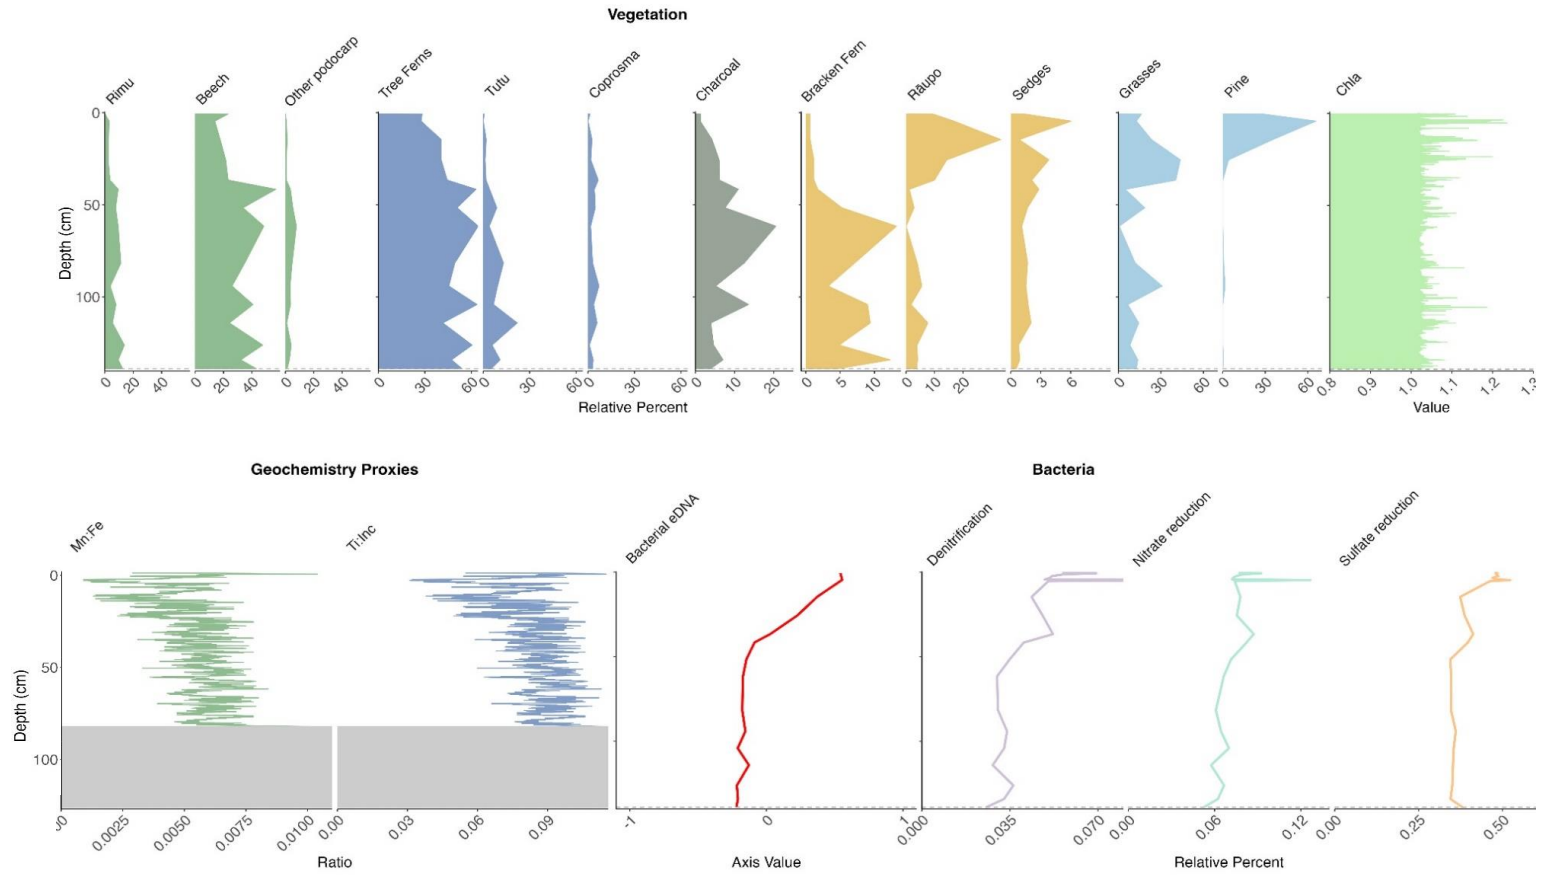 Vegetation
Rimu
Beech
Other podocarp
Tree Ferns
Tutu
Coprosma
Charcoal
Bracken Fern
Rāupo
Sedges
Grasses
Pine
Chla
Depth (cm)
0
50
100
0 20 40
0 20 40
0 20 40
0 30 60
0 30 60
0 30 60
0 10 20
0 5 10
0 10 20
0 3 6
0 30 60
0 30 60
0.8 0.9 1.0 1.1 1.2 1.3
Relative Percent
Value
Geochemistry Proxies
Bacteria
Mn:Fe
Ti:Inc
Bacterial eDNA
Denitrification
Nitrate reduction
Sulfate reduction
Depth (cm)
0
50
100
0.0025 0.0050 0.0075 0.0100
0.00 0.03 0.06 0.09
-1 0 1
0.000 0.035 0.070
0.00 0.06 0.12
0.00 0.25 0.50
Ratio
Axis Value
Relative Percent